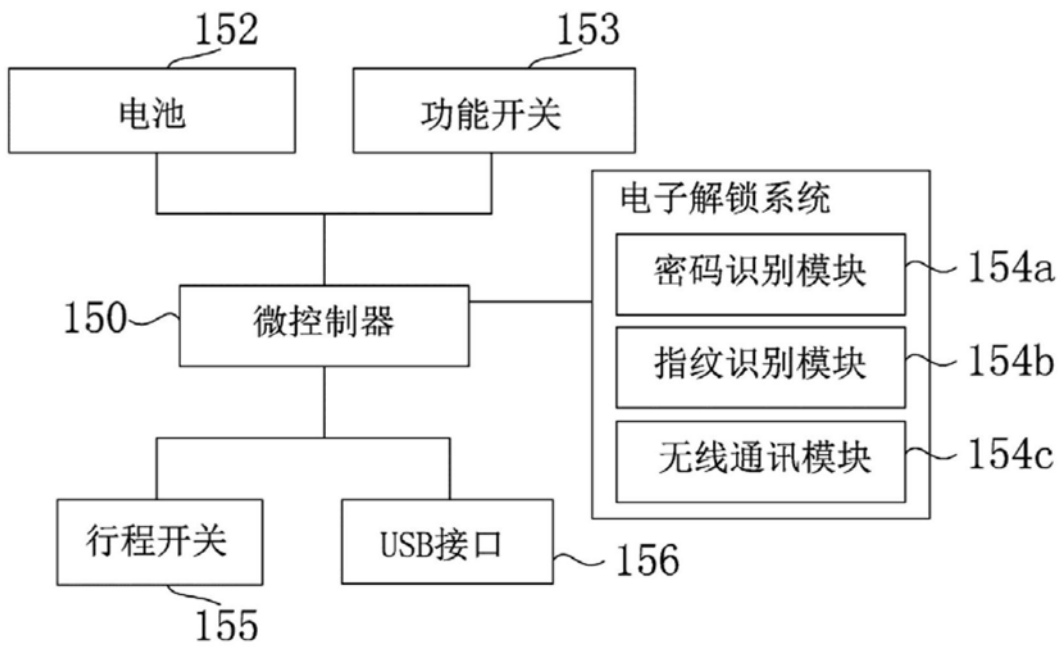 152
153
电池
功能开关
电子解锁系统
密码识别模块
154a
150
微控制器
指纹识别模块
154b
无线通讯模块
154c
行程开关
USB接口
156
155